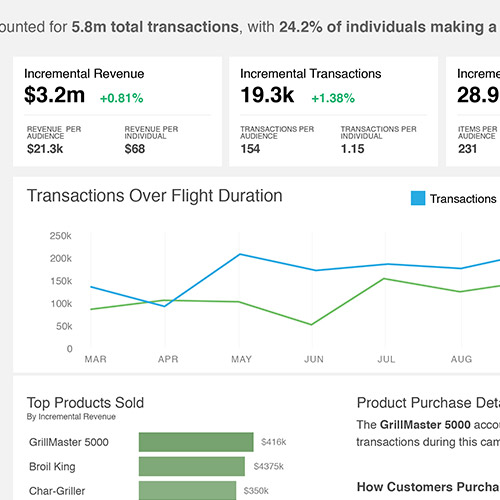 ounted for 5.8m total transactions, with 24.2% of individuals making a
Incremental Revenue
$3.2m +0.81%
REVENUE PER AUDIENCE
$21.3k
REVENUE PER INDIVIDUAL
$68
Incremental Transactions
19.3k +1.38%
TRANSACTIONS PER AUDIENCE
154
TRANSACTIONS PER INDIVIDUAL
1.15
Increme
28.9
ITEMS PER AUDIENCE
231
Transactions Over Flight Duration
Transactions
250k
200k
150k
100k
50k
0
MAR APR MAY JUN JUL AUG
Top Products Sold
By Incremental Revenue
GrillMaster 5000 $416k
Broil King $4375k
Char-Griller $350k
Product Purchase Deta
The GrillMaster 5000 accou
transactions during this cam
How Customers Purcha